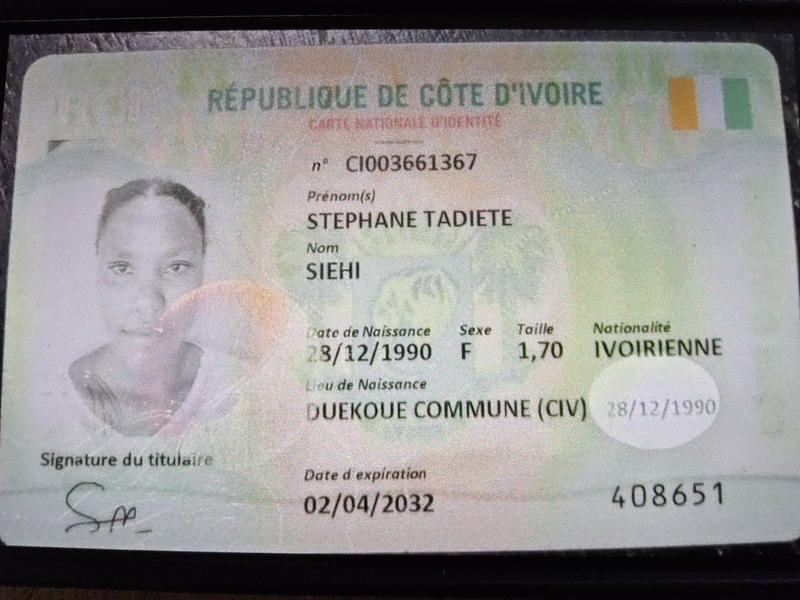 RÉPUBLIQUE DE CÔTE D'IVOIRE
CARTE NATIONALE D'IDENTITÉ
n° CI003661367
Prénom(s)
STEPHANE TADIETE
Nom
SIEHI
Date de Naissance Sexe Taille Nationalité
28/12/1990 F 1,70 IVOIRIENNE
Lieu de Naissance
DUEKOUE COMMUNE (CIV) 28/12/1990
Signature du titulaire
Date d'expiration
02/04/2032 408651